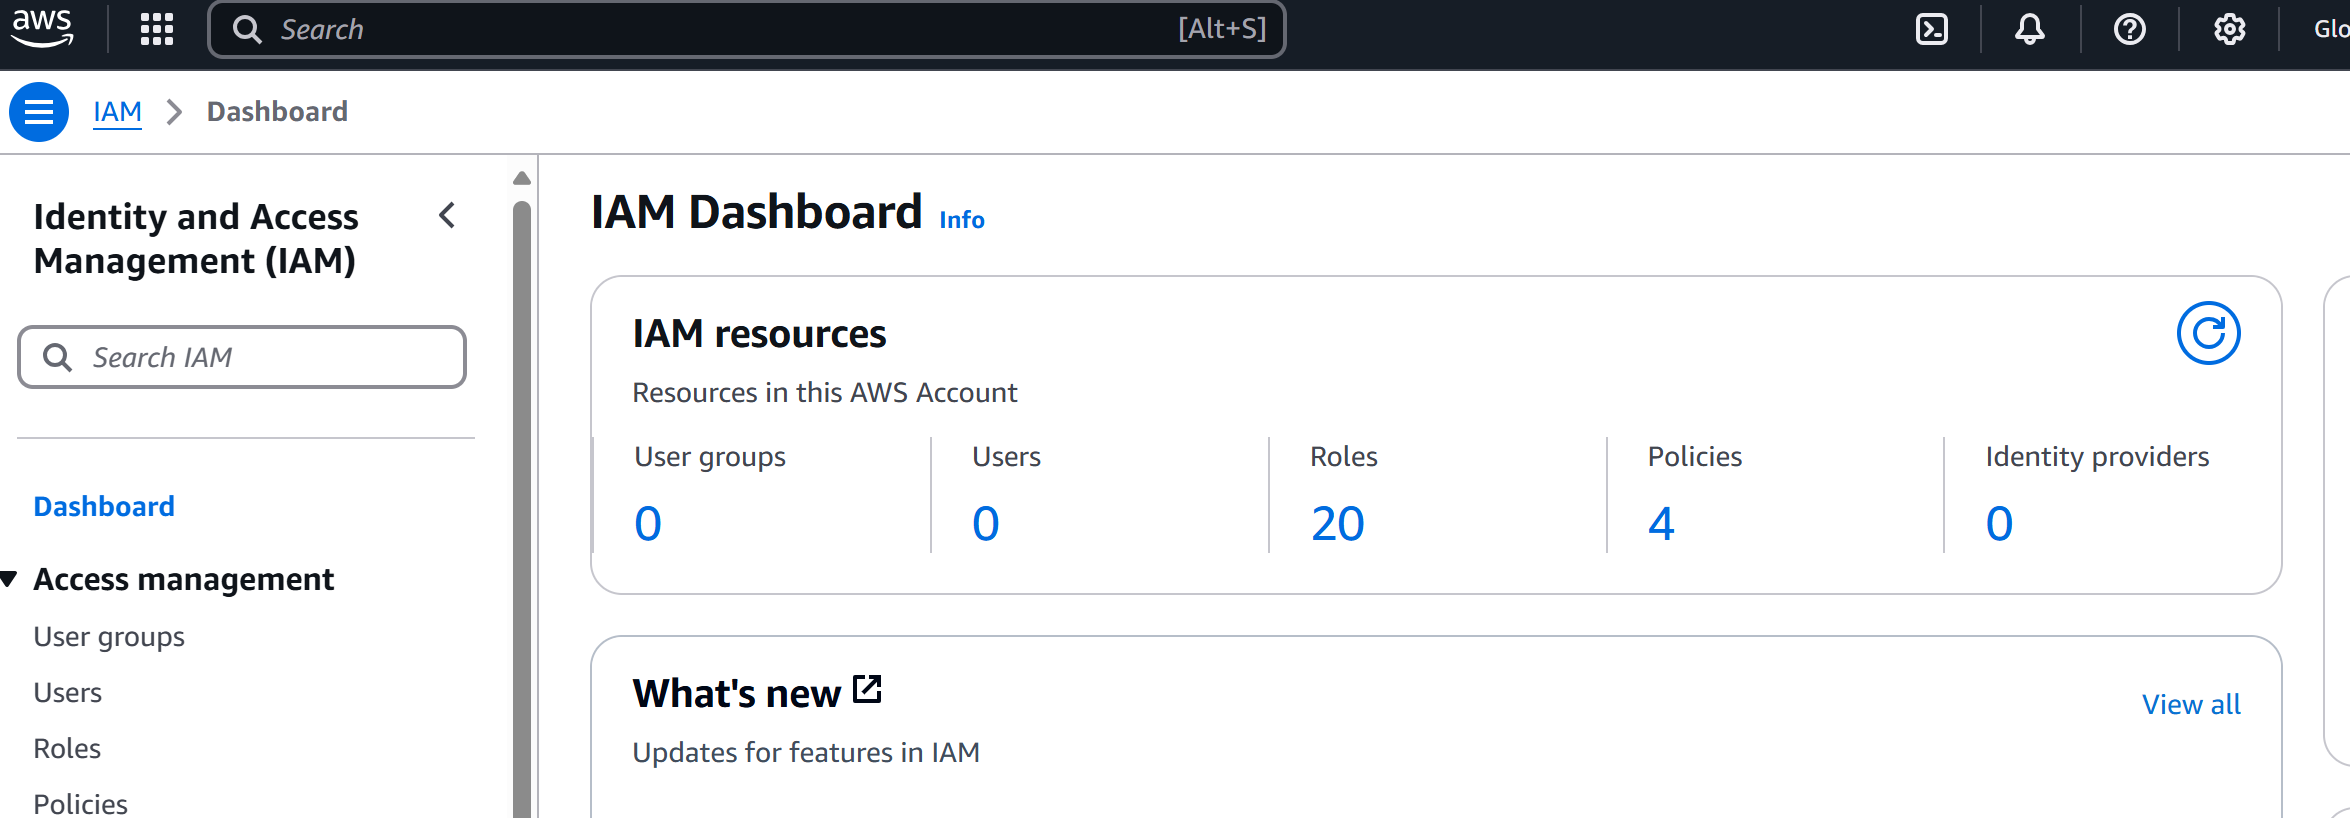 aws
Search
[Alt+S]
Glo
IAM
Dashboard
Identity and Access
Management (IAM)
Search IAM
Dashboard
Access management
User groups
Users
Roles
Policies
IAM Dashboard Info
IAM resources
Resources in this AWS Account
User groups
0
Users
0
Roles
20
Policies
4
Identity providers
0
What's new
View all
Updates for features in IAM